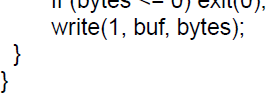 if (bytes <= 0) exit(0);
write(1, buf, bytes);
}
}